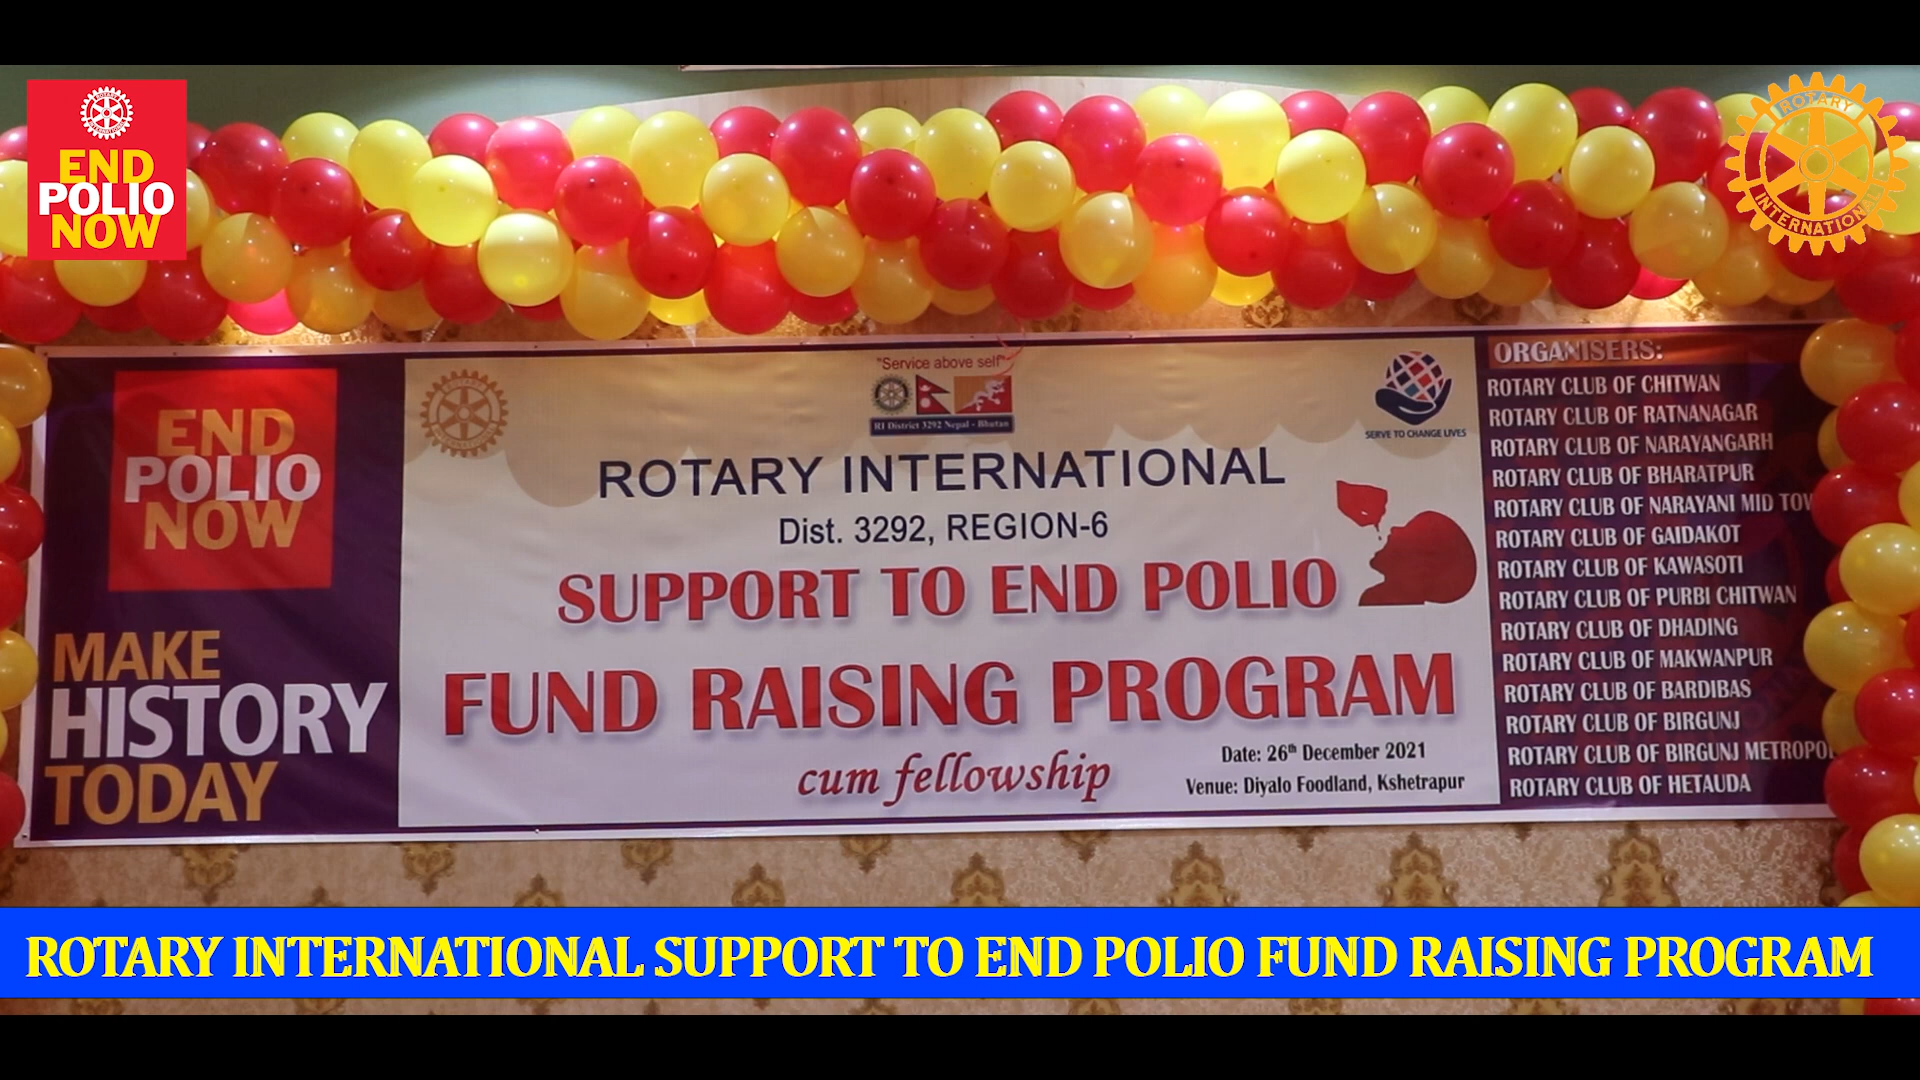 END
POLIO
NOW
ROTARY
INTERNATIONAL
END
POLIO
NOW
MAKE
HISTORY
TODAY
"Service above self"
RI District 3292 Nepal - Bhutan
SERVE TO CHANGE LIVES
ROTARY INTERNATIONAL
Dist. 3292, REGION-6
SUPPORT TO END POLIO
FUND RAISING PROGRAM
cum fellowship
Date: 26th December 2021
Venue: Diyalo Foodland, Kshetrapur
ORGANISERS:
ROTARY CLUB OF CHITWAN
ROTARY CLUB OF RATNANAGAR
ROTARY CLUB OF NARAYANGARH
ROTARY CLUB OF BHARATPUR
ROTARY CLUB OF NARAYANI MID TOW
ROTARY CLUB OF GAIDAKOT
ROTARY CLUB OF KAWASOTI
ROTARY CLUB OF PURBI CHITWAN
ROTARY CLUB OF DHADING
ROTARY CLUB OF MAKWANPUR
ROTARY CLUB OF BARDIBAS
ROTARY CLUB OF BIRGUNJ
ROTARY CLUB OF BIRGUNJ METROPOL
ROTARY CLUB OF HETAUDA
ROTARY INTERNATIONAL SUPPORT TO END POLIO FUND RAISING PROGRAM